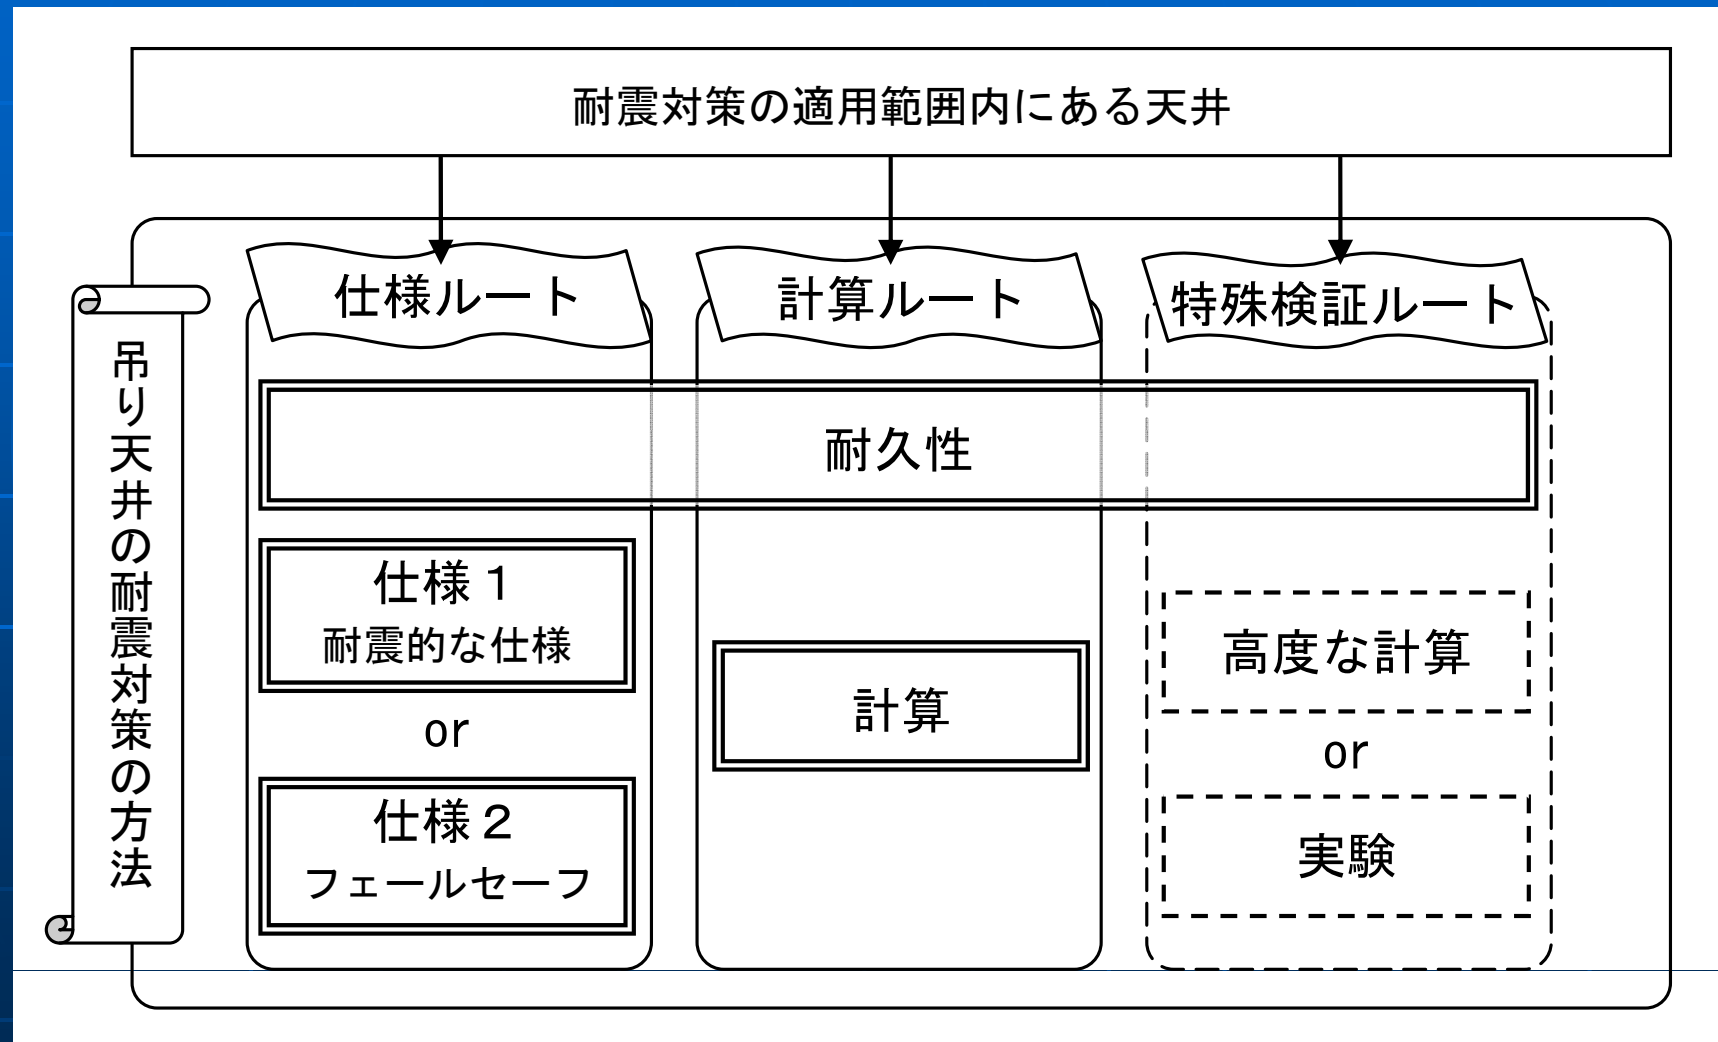 耐震対策の適用範囲内にある天井
吊り天井の耐震対策の方法
仕様ルート
計算ルート
特殊検証ルート
耐久性
仕様1
耐震的な仕様
or
仕様2
フェールセーフ
計算
高度な計算
or
実験